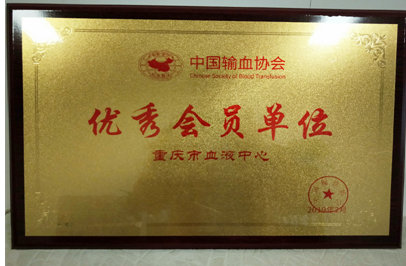 中国输血协会
Chinese Society of Blood Transfusion
优秀会员单位
重庆市血液中心